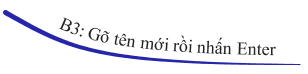 B3: Gõ tên mới rồi nhấn Enter